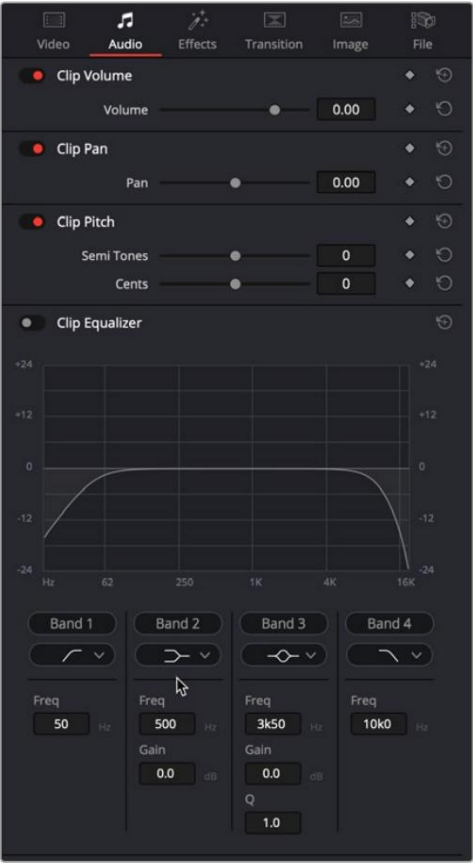 Video Audio Effects Transition Image File
Clip Volume
Volume 0.00
Clip Pan
Pan 0.00
Clip Pitch
Semi Tones 0
Cents 0
Clip Equalizer
+24 +24
+12 +12
0 0
-12 -12
-24 -24
Hz 62 250 1K 4K 16K
Band 1 Band 2 Band 3 Band 4
Freq Freq Freq Freq
50 Hz 500 Hz 3k50 Hz 10k0 Hz
Gain Gain
0.0 dB 0.0 dB
Q
1.0